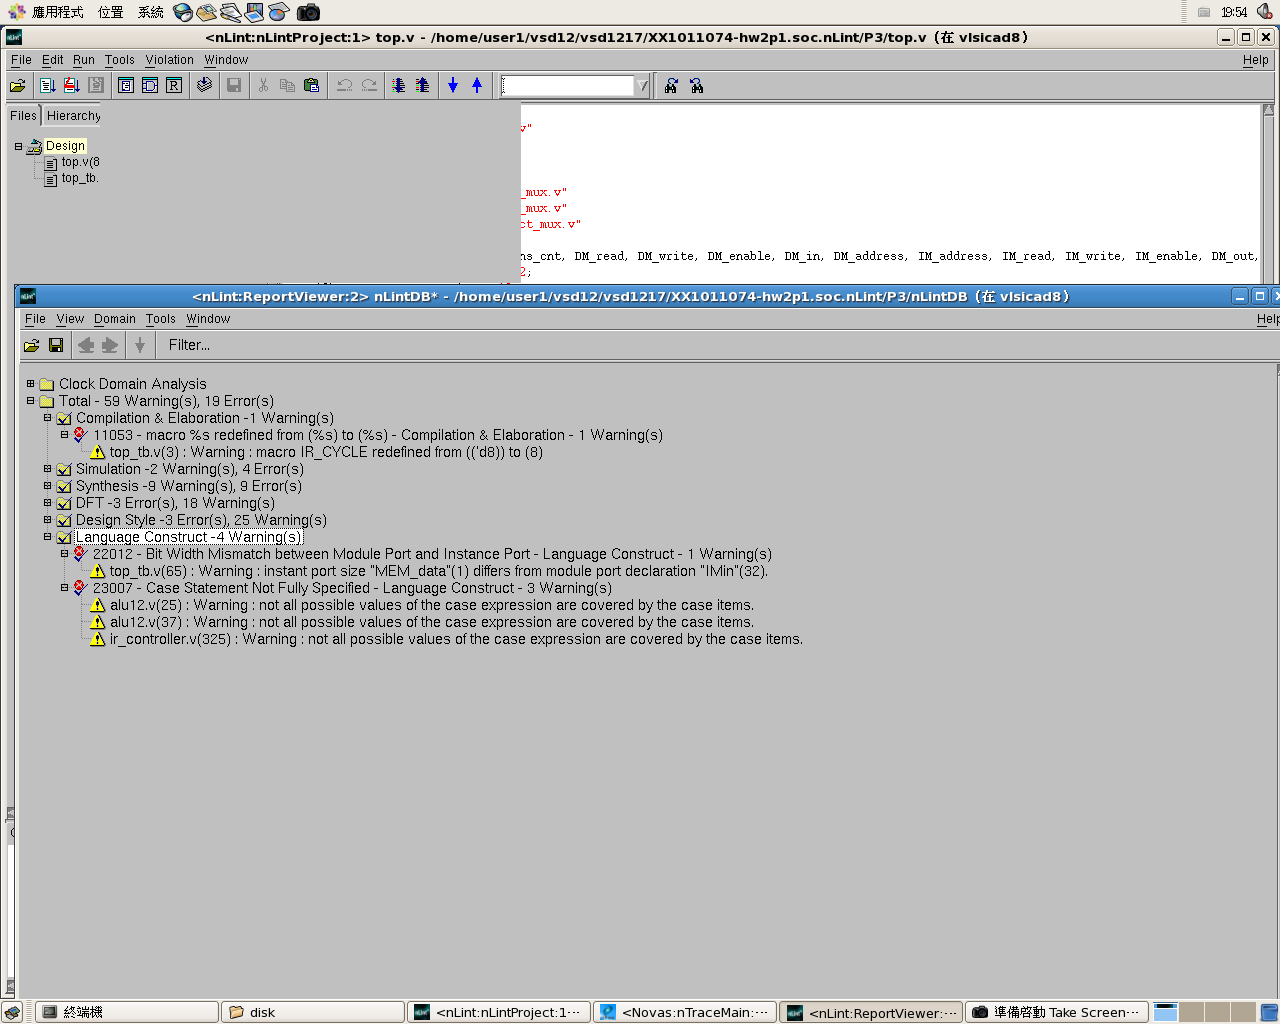 應用程式 位置 系統 19:54
<nLint:nLintProject:1> top.v - /home/user1/vsd12/vsd1217/XX1011074-hw2p1.soc.nLint/P3/top.v (在 vlsicad8)
File Edit Run Tools Violation Window Help
Files Hierarchy
v"
Design
top.v(8
top_tb.
_mux.v"
_mux.v"
ct_mux.v"
ns_cnt, DM_read, DM_write, DM_enable, DM_in, DM_address, IM_address, IM_read, IM_write, IM_enable, DM_out,
2;
<nLint:ReportViewer:2> nLintDB* - /home/user1/vsd12/vsd1217/XX1011074-hw2p1.soc.nLint/P3/nLintDB (在 vlsicad8)
File View Domain Tools Window Help
Filter...
Clock Domain Analysis
Total - 59 Warning(s), 19 Error(s)
Compilation & Elaboration -1 Warning(s)
11053 - macro %s redefined from (%s) to (%s) - Compilation & Elaboration - 1 Warning(s)
top_tb.v(3) : Warning : macro IR_CYCLE redefined from (('d8)) to (8)
Simulation -2 Warning(s), 4 Error(s)
Synthesis -9 Warning(s), 9 Error(s)
DFT -3 Error(s), 18 Warning(s)
Design Style -3 Error(s), 25 Warning(s)
Language Construct -4 Warning(s)
22012 - Bit Width Mismatch between Module Port and Instance Port - Language Construct - 1 Warning(s)
top_tb.v(65) : Warning : instant port size "MEM_data"(1) differs from module port declaration "IMin"(32).
23007 - Case Statement Not Fully Specified - Language Construct - 3 Warning(s)
alu12.v(25) : Warning : not all possible values of the case expression are covered by the case items.
alu12.v(37) : Warning : not all possible values of the case expression are covered by the case items.
ir_controller.v(325) : Warning : not all possible values of the case expression are covered by the case items.
終端機 disk <nLint:nLintProject:1⋯ <Novas:nTraceMain:⋯ <nLint:ReportViewer:⋯ 準備啓動 Take Screen⋯